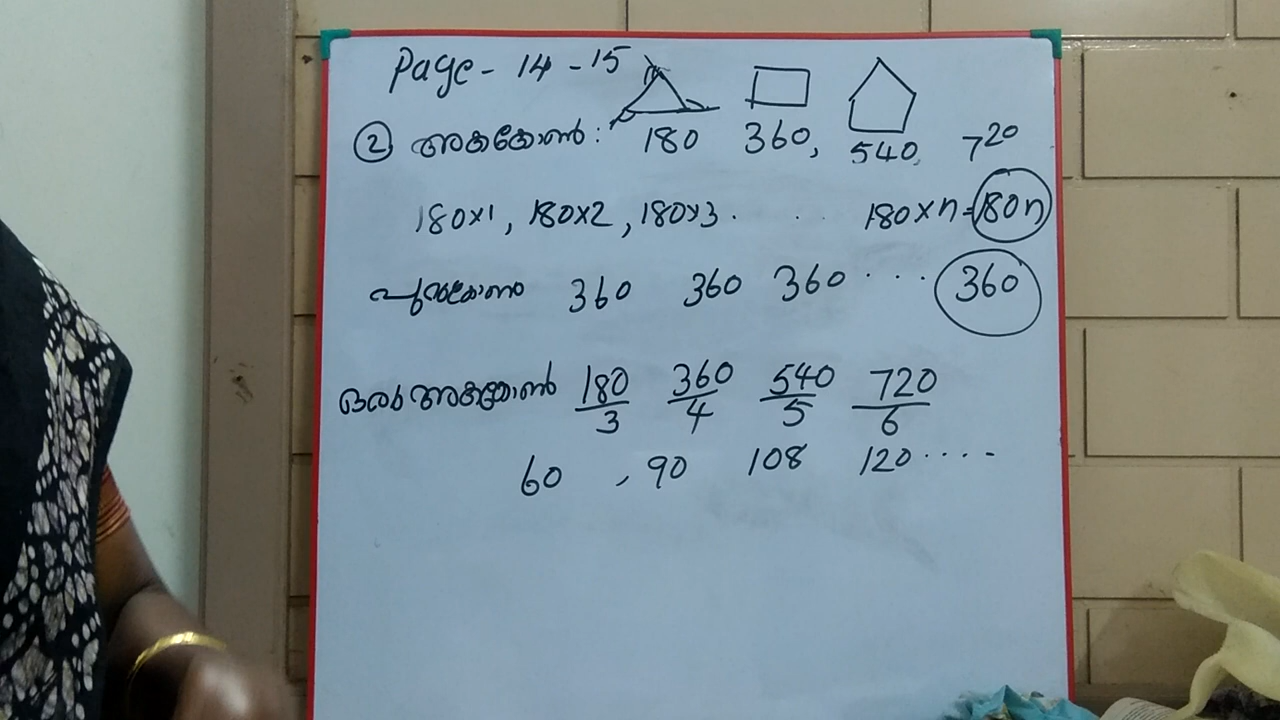 Page - 14 - 15
② അകകോൺ : 180 360, 540, 720
180×1, 180×2, 180×3 . . . 180×n = 180n
പുറകോണ 360 360 360 . . . 360
ഒരു അകകോൺ 180/3 360/4 540/5 720/6
60 , 90 108 120 . . . .